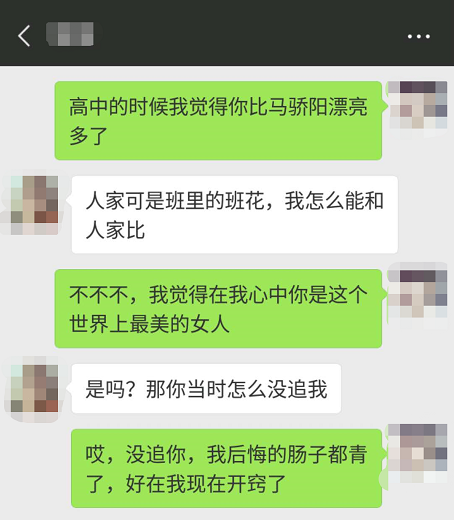 高中的时候我觉得你比马骄阳漂亮
多了
人家可是班里的班花，我怎么能和
人家比
不不不，我觉得在我心中你是这个
世界上最美的女人
是吗？那你当时怎么没追我
哎，没追你，我后悔的肠子都青
了，好在我现在开窍了